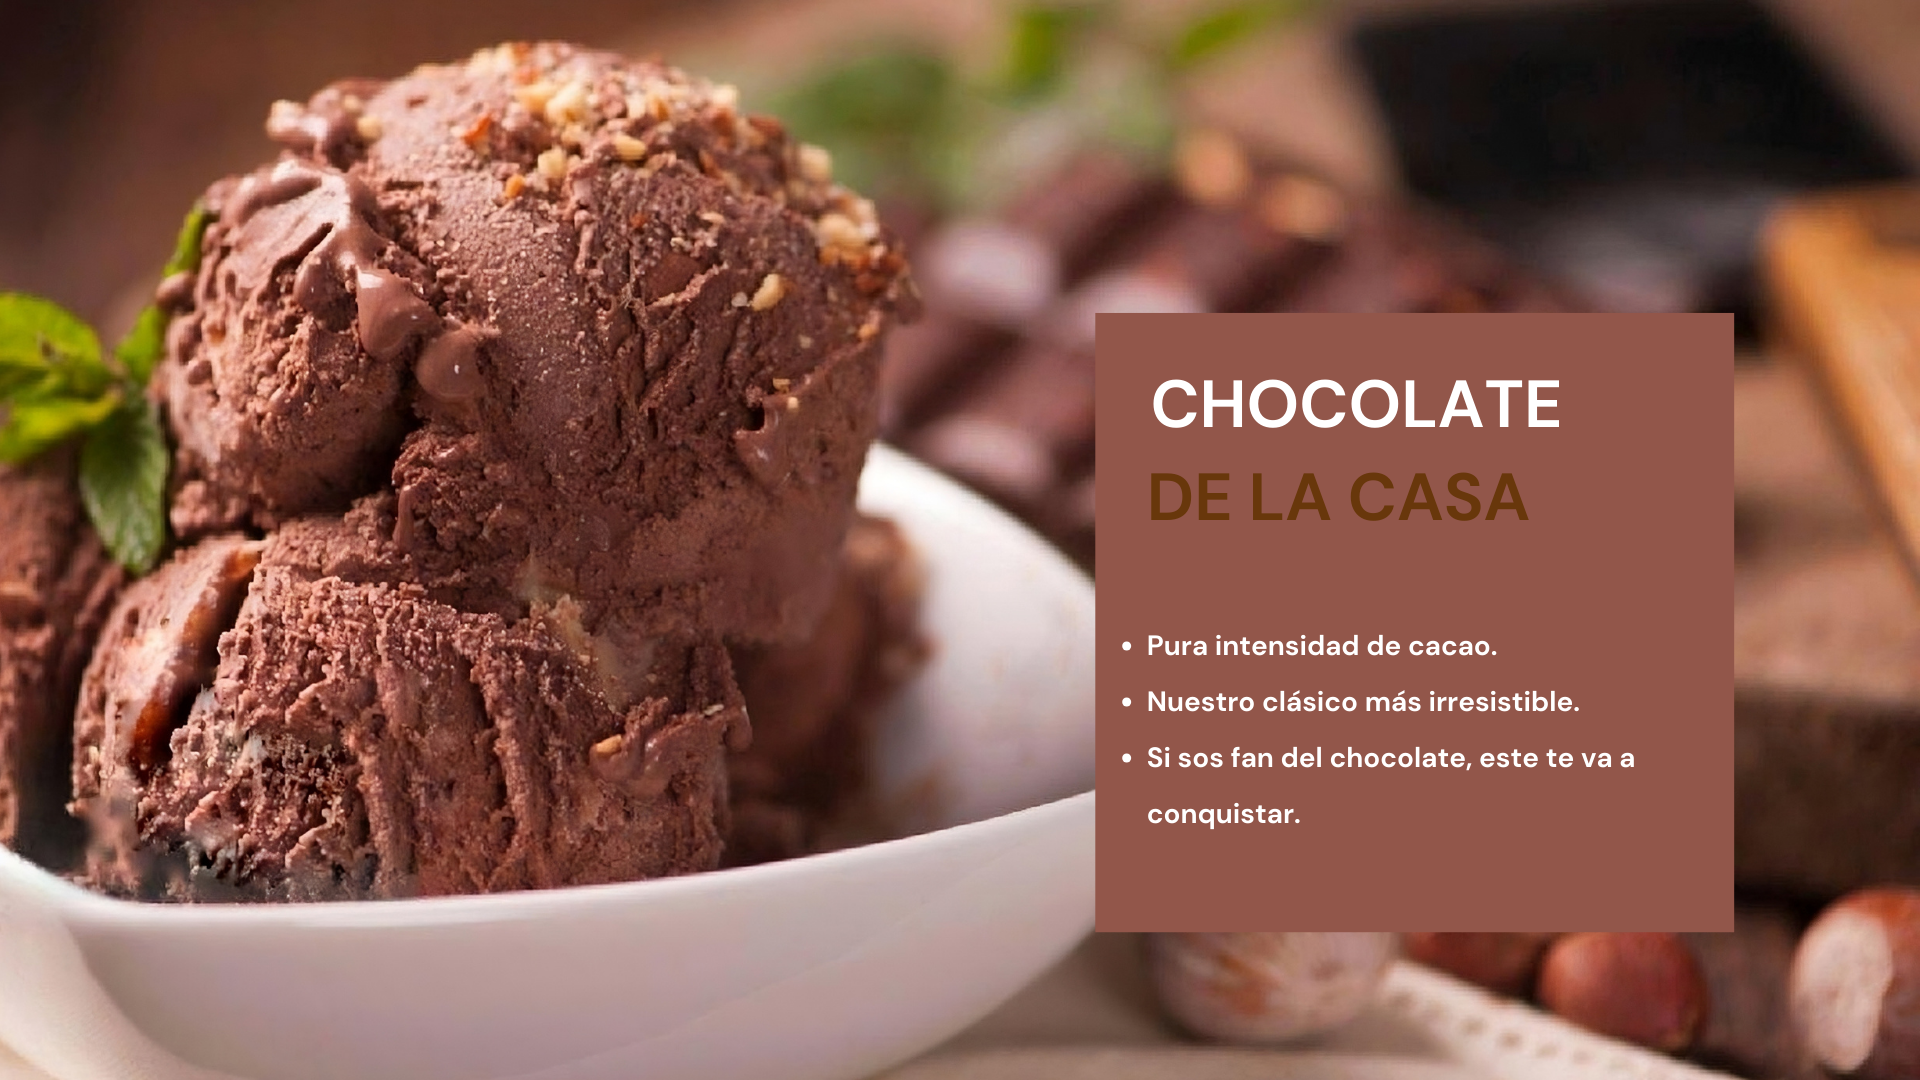 CHOCOLATE
DE LA CASA
• Pura intensidad de cacao.
• Nuestro clásico más irresistible.
• Si sos fan del chocolate, este te va a
conquistar.